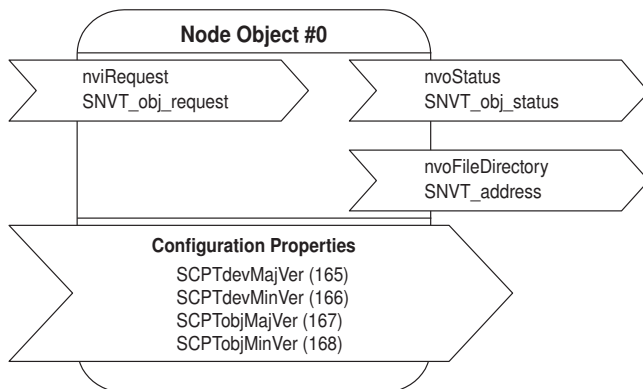 Node Object #0
nviRequest
SNVT_obj_request
nvoStatus
SNVT_obj_status
nvoFileDirectory
SNVT_address
Configuration Properties
SCPTdevMajVer (165)
SCPTdevMinVer (166)
SCPTobjMajVer (167)
SCPTobjMinVer (168)